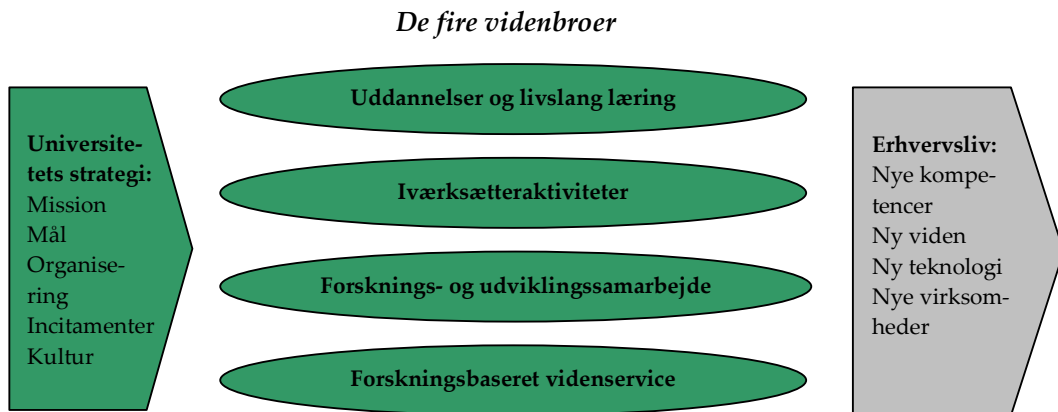 De fire videnbroer
Universite-
tets strategi:
Mission
Mål
Organise-
ring
Incitamenter
Kultur
Uddannelser og livslang læring
Iværksætteraktiviteter
Forsknings- og udviklingssamarbejde
Forskningsbaseret videnservice
Erhvervsliv:
Nye kompe-
tencer
Ny viden
Ny teknologi
Nye virksom-
heder